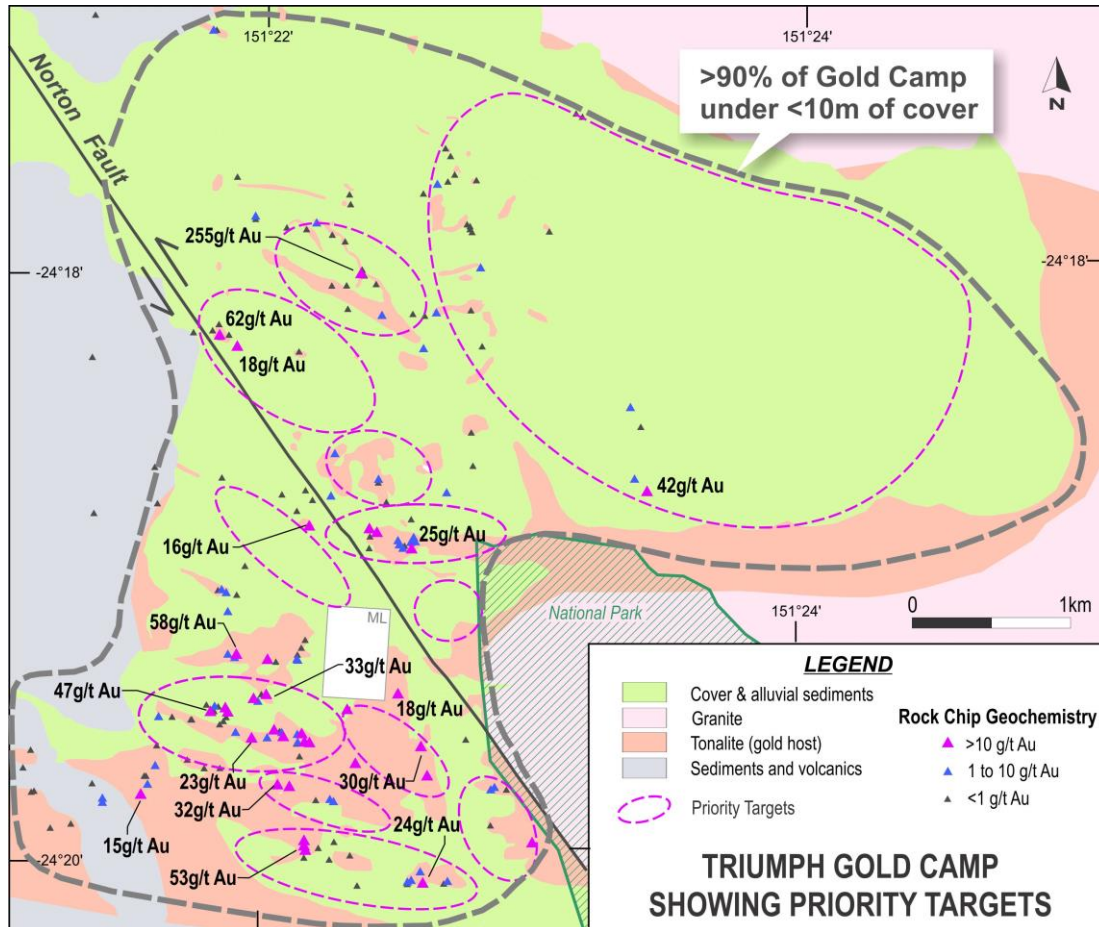 151°22'
151°24'
>90% of Gold Camp
under <10m of cover
N
Norton Fault
255g/t Au
-24°18'
-24°18'
62g/t Au
18g/t Au
42g/t Au
16g/t Au
25g/t Au
National Park
151°24'
0 1km
ML
58g/t Au
33g/t Au
47g/t Au
18g/t Au
23g/t Au
30g/t Au
32g/t Au
15g/t Au
24g/t Au
-24°20'
53g/t Au
LEGEND
Cover & alluvial sediments
Granite
Tonalite (gold host)
Sediments and volcanics
Priority Targets
Rock Chip Geochemistry
>10 g/t Au
1 to 10 g/t Au
<1 g/t Au
TRIUMPH GOLD CAMP
SHOWING PRIORITY TARGETS